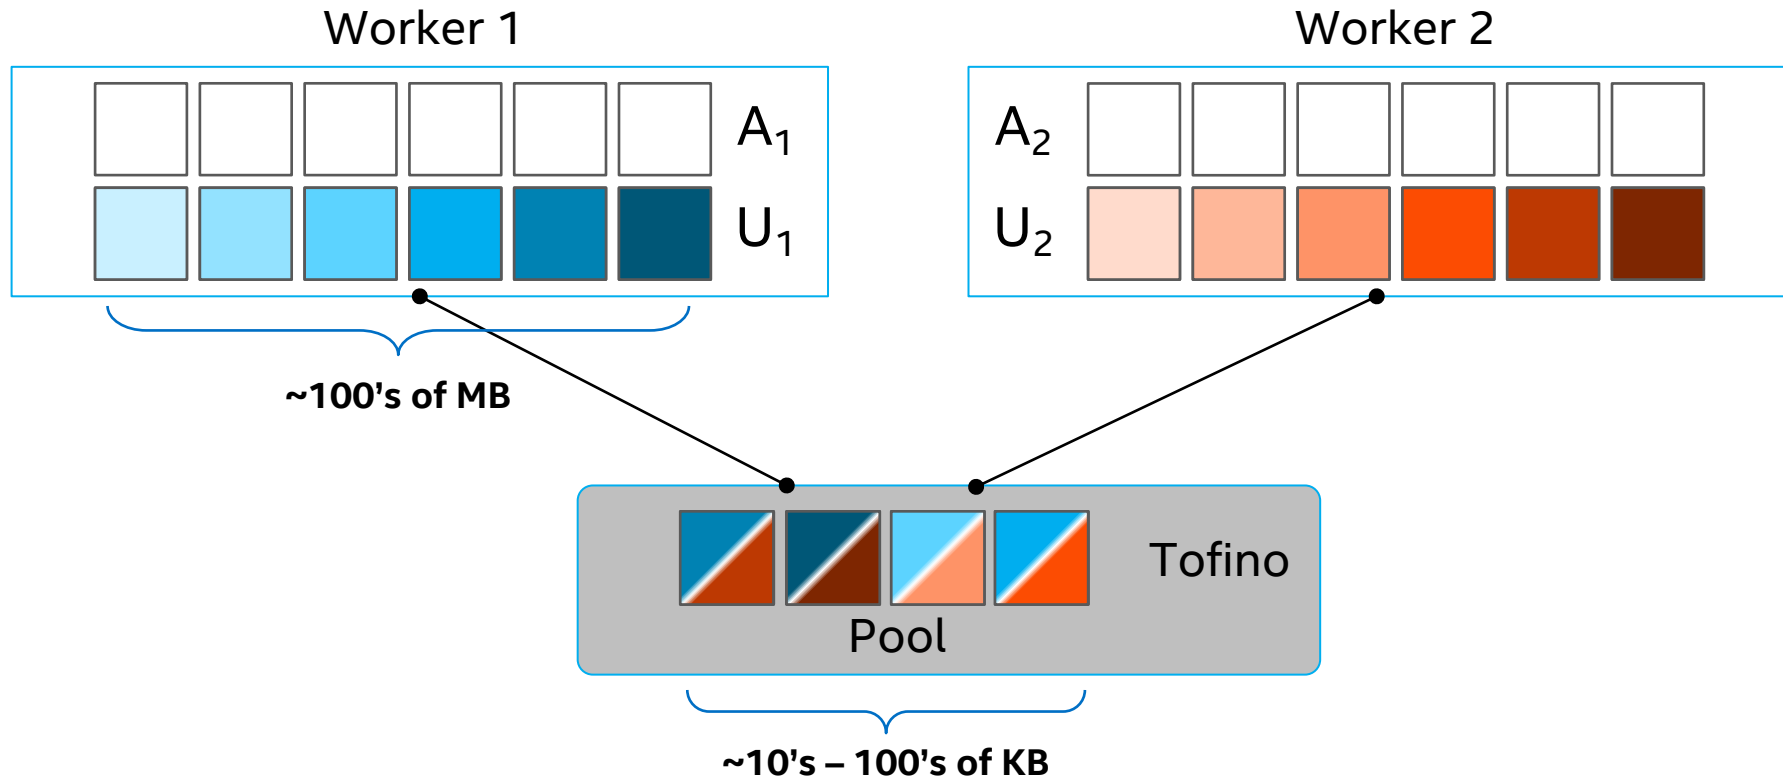 Worker 1
Worker 2
A₁
A₂
U₁
U₂
~100’s of MB
Tofino
Pool
~10’s – 100’s of KB